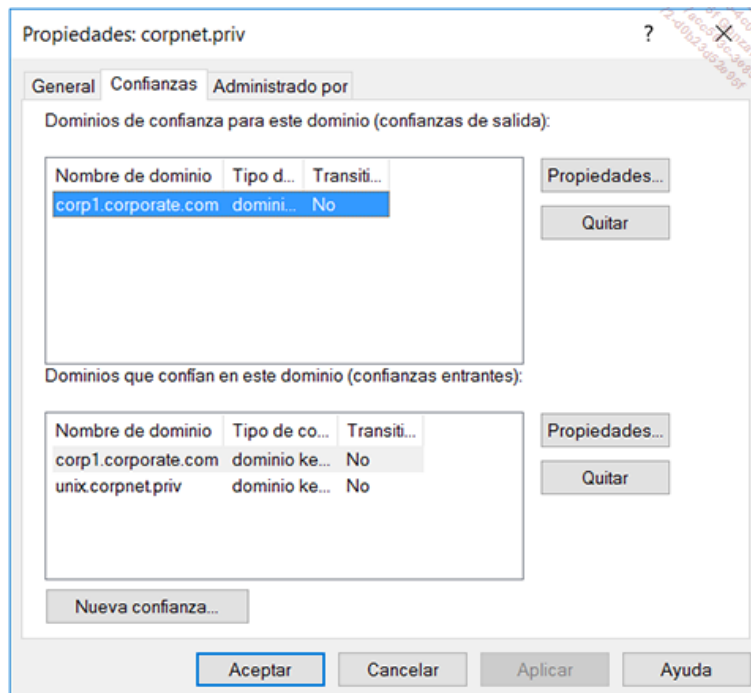 Propiedades: corpnet.priv
?
General Confianzas Administrado por
Dominios de confianza para este dominio (confianzas de salida):
Nombre de dominio Tipo d... Transiti...
Propiedades...
corp1.corporate.com domini... No
Quitar
Dominios que confían en este dominio (confianzas entrantes):
Nombre de dominio Tipo de co... Transiti...
Propiedades...
corp1.corporate.com dominio ke... No
unix.corpnet.priv dominio ke... No
Quitar
Nueva confianza...
Aceptar Cancelar Aplicar Ayuda